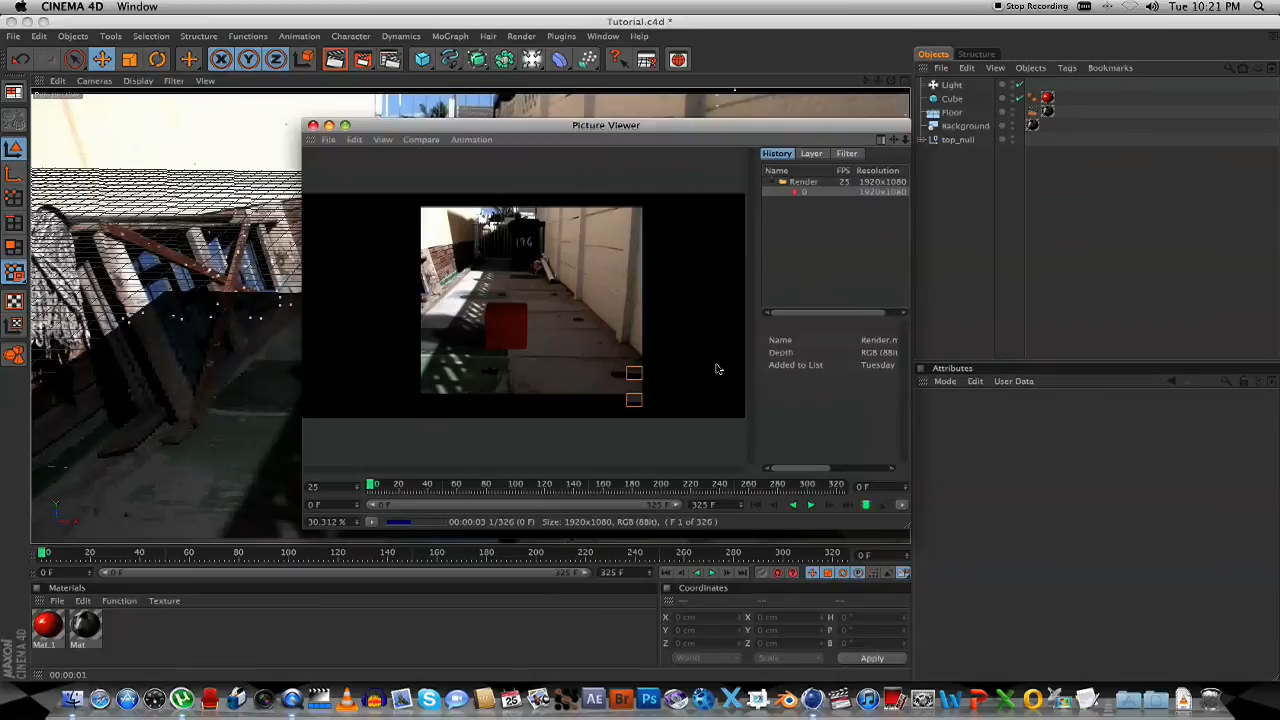 CINEMA 4D Window
Stop Recording
Tue 10:21 PM
Tutorial.c4d *
File Edit Objects Tools Selection Structure Functions Animation Character Dynamics MoGraph Hair Render Plugins Window Help
Edit Cameras Display Filter View
Perspective
Objects Structure
File Edit View Objects Tags Bookmarks
Light
Cube
Floor
Background
top_null
Picture Viewer
File Edit View Compare Animation
History Layer Filter
Name FPS Resolution
Render 25 1920x1080
0 1920x1080
196
Name Render.m
Depth RGB (8Bit
Added to List Tuesday
Attributes
Mode Edit User Data
25 0 20 40 60 80 100 120 140 160 180 200 220 240 260 280 300 320 0 F
0 F 0 F 325 F 325 F
30.312 % 00:00:03 1/326 (0 F) Size: 1920x1080, RGB (8Bit), ( F 1 of 326 )
0 20 40 60 80 100 120 140 160 180 200 220 240 260 280 300 320 0 F
0 F 0 F 325 F 325 F
Materials
File Edit Function Texture
Mat.1 Mat
Coordinates
X 0 cm X 0 cm H 0 °
Y 0 cm Y 0 cm P 0 °
Z 0 cm Z 0 cm B 0 °
World Scale Apply
MAXON CINEMA 4D
00:00:01